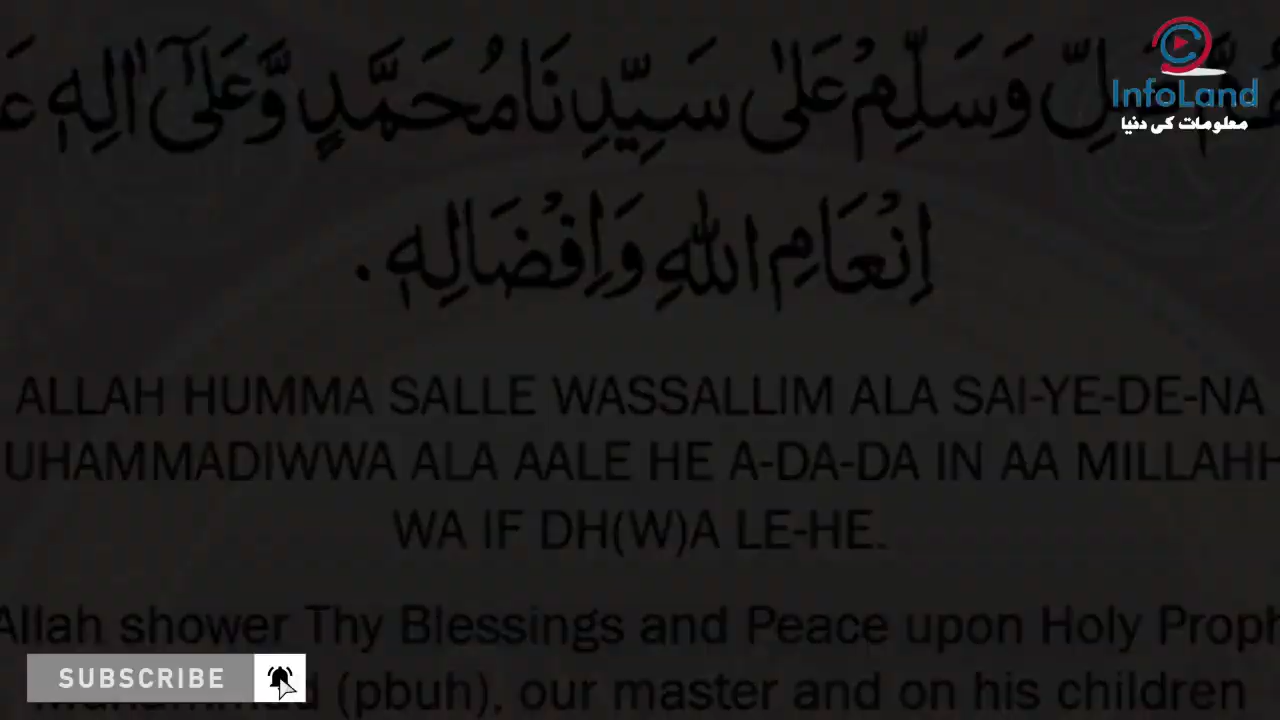 InfoLand
معلومات کی دنیا
لِّ وَسَلِّمْ عَلٰی سَيِّدِنَا مُحَمَّدٍ وَّعَلٰٓی اٰلِهٖ عَ
اِنْعَامِ اللّٰهِ وَاِفْضَالِهٖ .
ALLAH HUMMA SALLE WASSALLIM ALA SAI-YE-DE-NA
UHAMMADIWWA ALA AALE HE A-DA-DA IN AA MILLAHH
WA IF DH(W)A LE-HE.
Allah shower Thy Blessings and Peace upon Holy Proph
(pbuh), our master and on his children
SUBSCRIBE